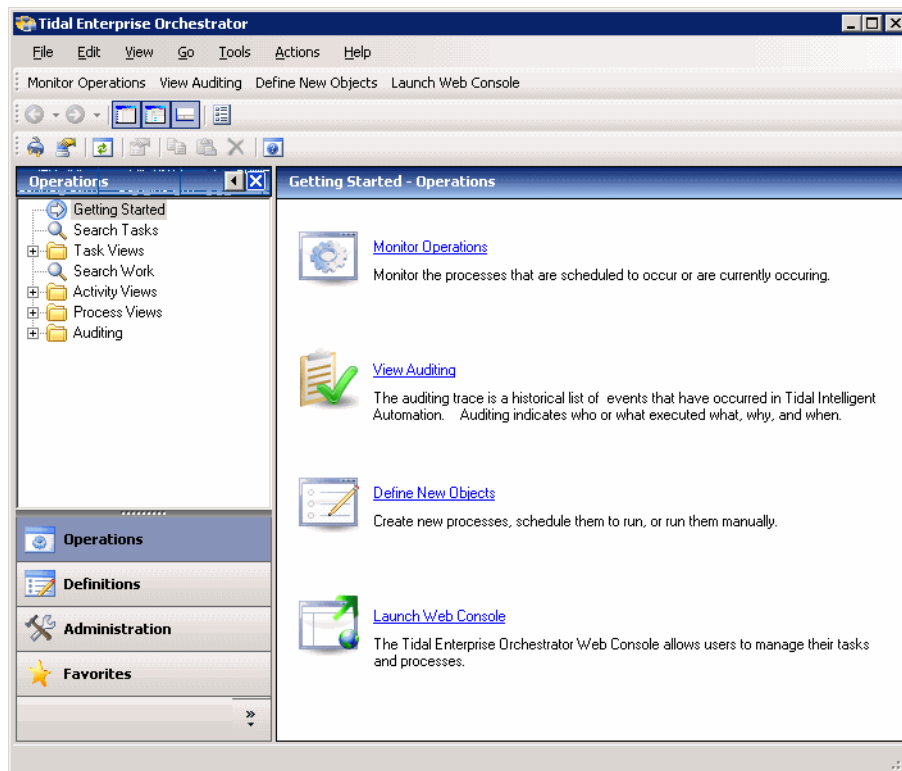 Tidal Enterprise Orchestrator
File Edit View Go Tools Actions Help
Monitor Operations View Auditing Define New Objects Launch Web Console
Operations
Getting Started
Search Tasks
Task Views
Search Work
Activity Views
Process Views
Auditing
Operations
Definitions
Administration
Favorites
Getting Started - Operations
Monitor Operations
Monitor the processes that are scheduled to occur or are currently occuring.
View Auditing
The auditing trace is a historical list of events that have occurred in Tidal Intelligent
Automation. Auditing indicates who or what executed what, why, and when.
Define New Objects
Create new processes, schedule them to run, or run them manually.
Launch Web Console
The Tidal Enterprise Orchestrator Web Console allows users to manage their tasks
and processes.